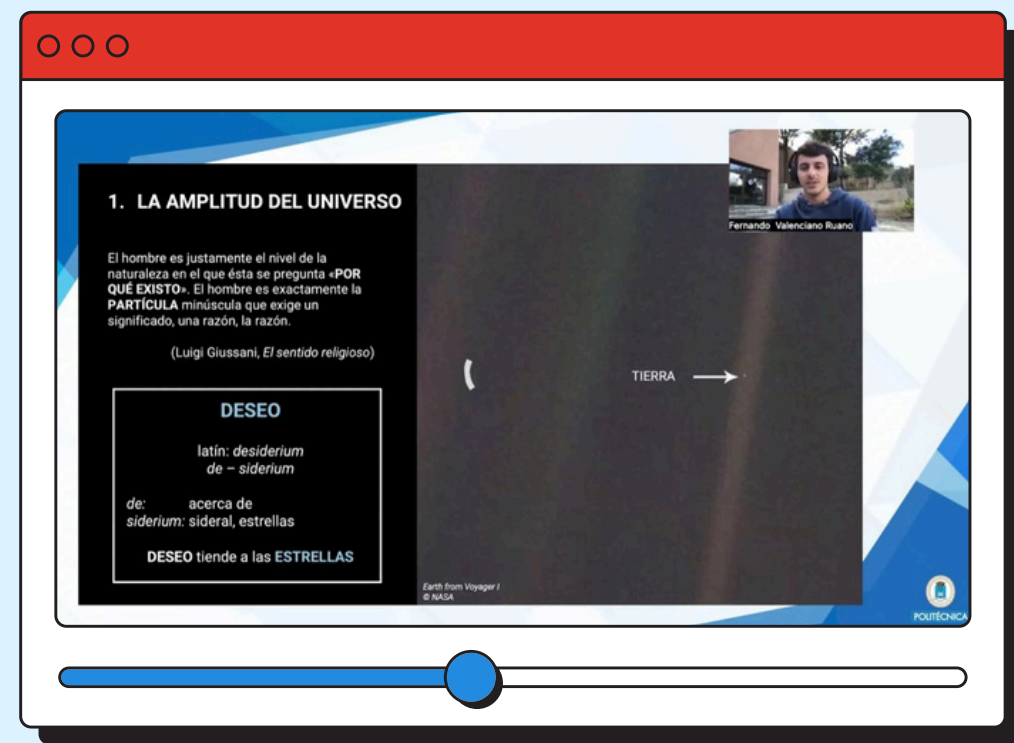 1. LA AMPLITUD DEL UNIVERSO
El hombre es justamente el nivel de la
naturaleza en el que ésta se pregunta «POR
QUÉ EXISTO». El hombre es exactamente la
PARTÍCULA minúscula que exige un
significado, una razón, la razón.
(Luigi Giussani, El sentido religioso)
DESEO
latín: desiderium
de – siderium
de: acerca de
siderium: sideral, estrellas
DESEO tiende a las ESTRELLAS
TIERRA
Earth from Voyager I
© NASA
Fernando Valenciano Ruano
POLITÉCNICA